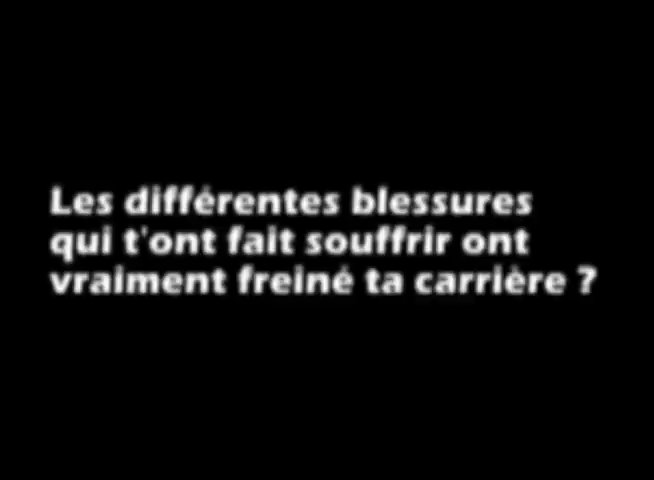 Les différentes blessures
qui t'ont fait souffrir ont
vraiment freiné ta carrière ?